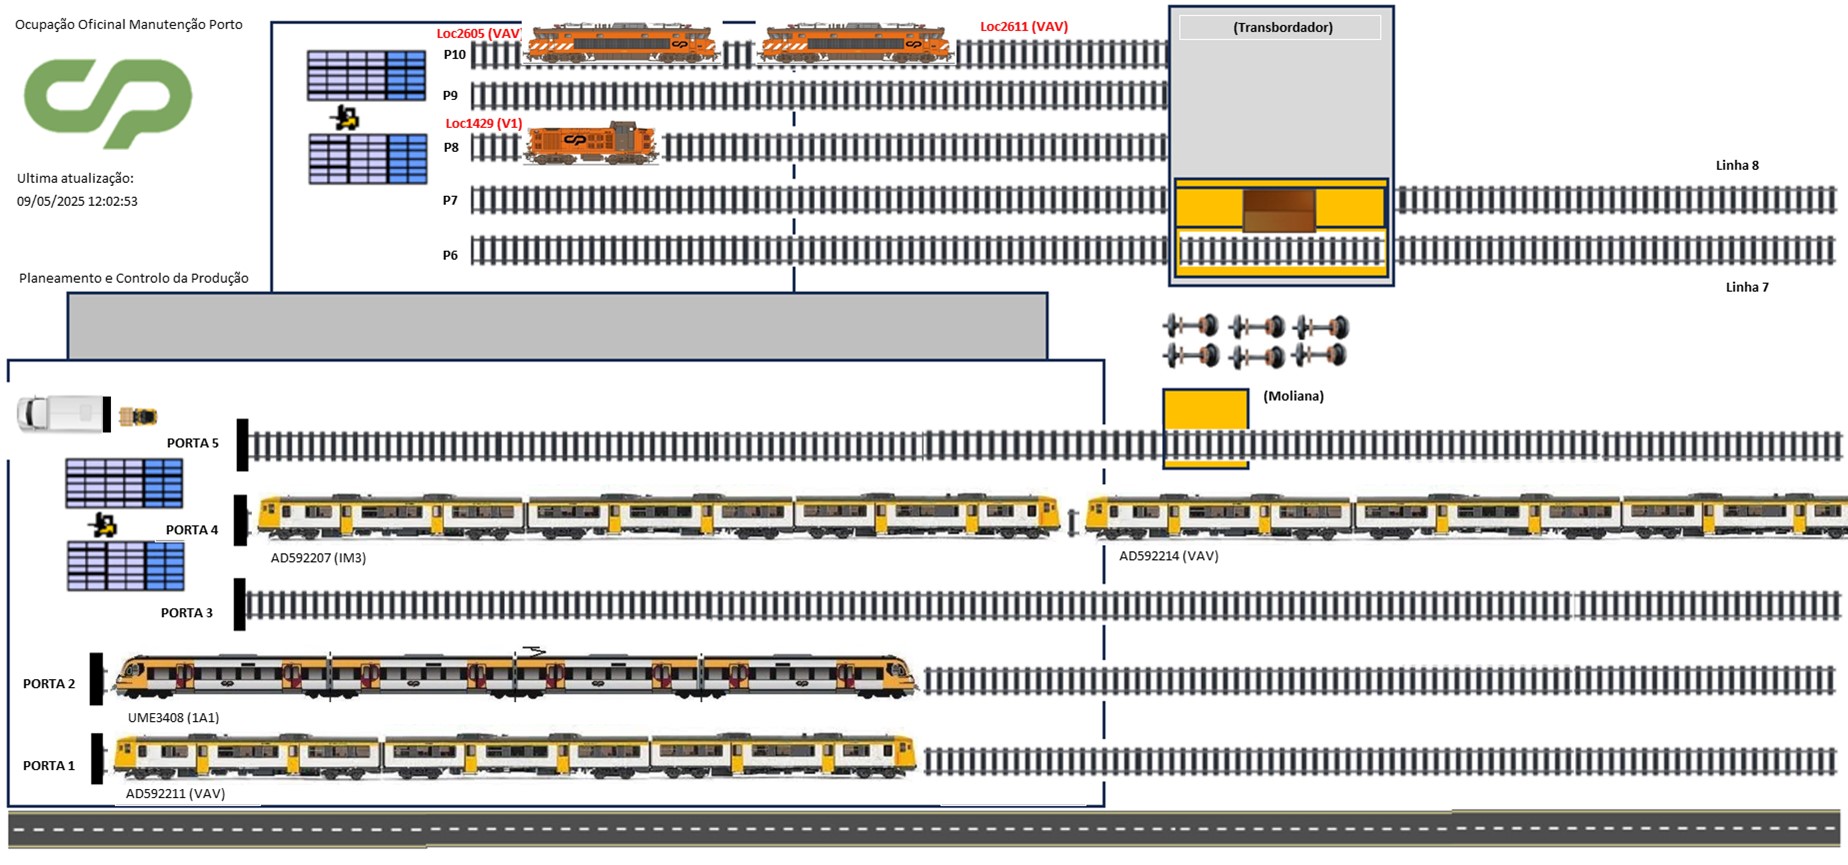 Ocupação Oficinal Manutenção Porto
Loc2605 (VAV)
Loc2611 (VAV)
(Transbordador)
P10
P9
Loc1429 (V1)
P8
Linha 8
Ultima atualização:
09/05/2025 12:02:53
P7
P6
Planeamento e Controlo da Produção
Linha 7
(Moliana)
PORTA 5
PORTA 4
AD592207 (IM3)
AD592214 (VAV)
PORTA 3
PORTA 2
UME3408 (1A1)
PORTA 1
AD592211 (VAV)